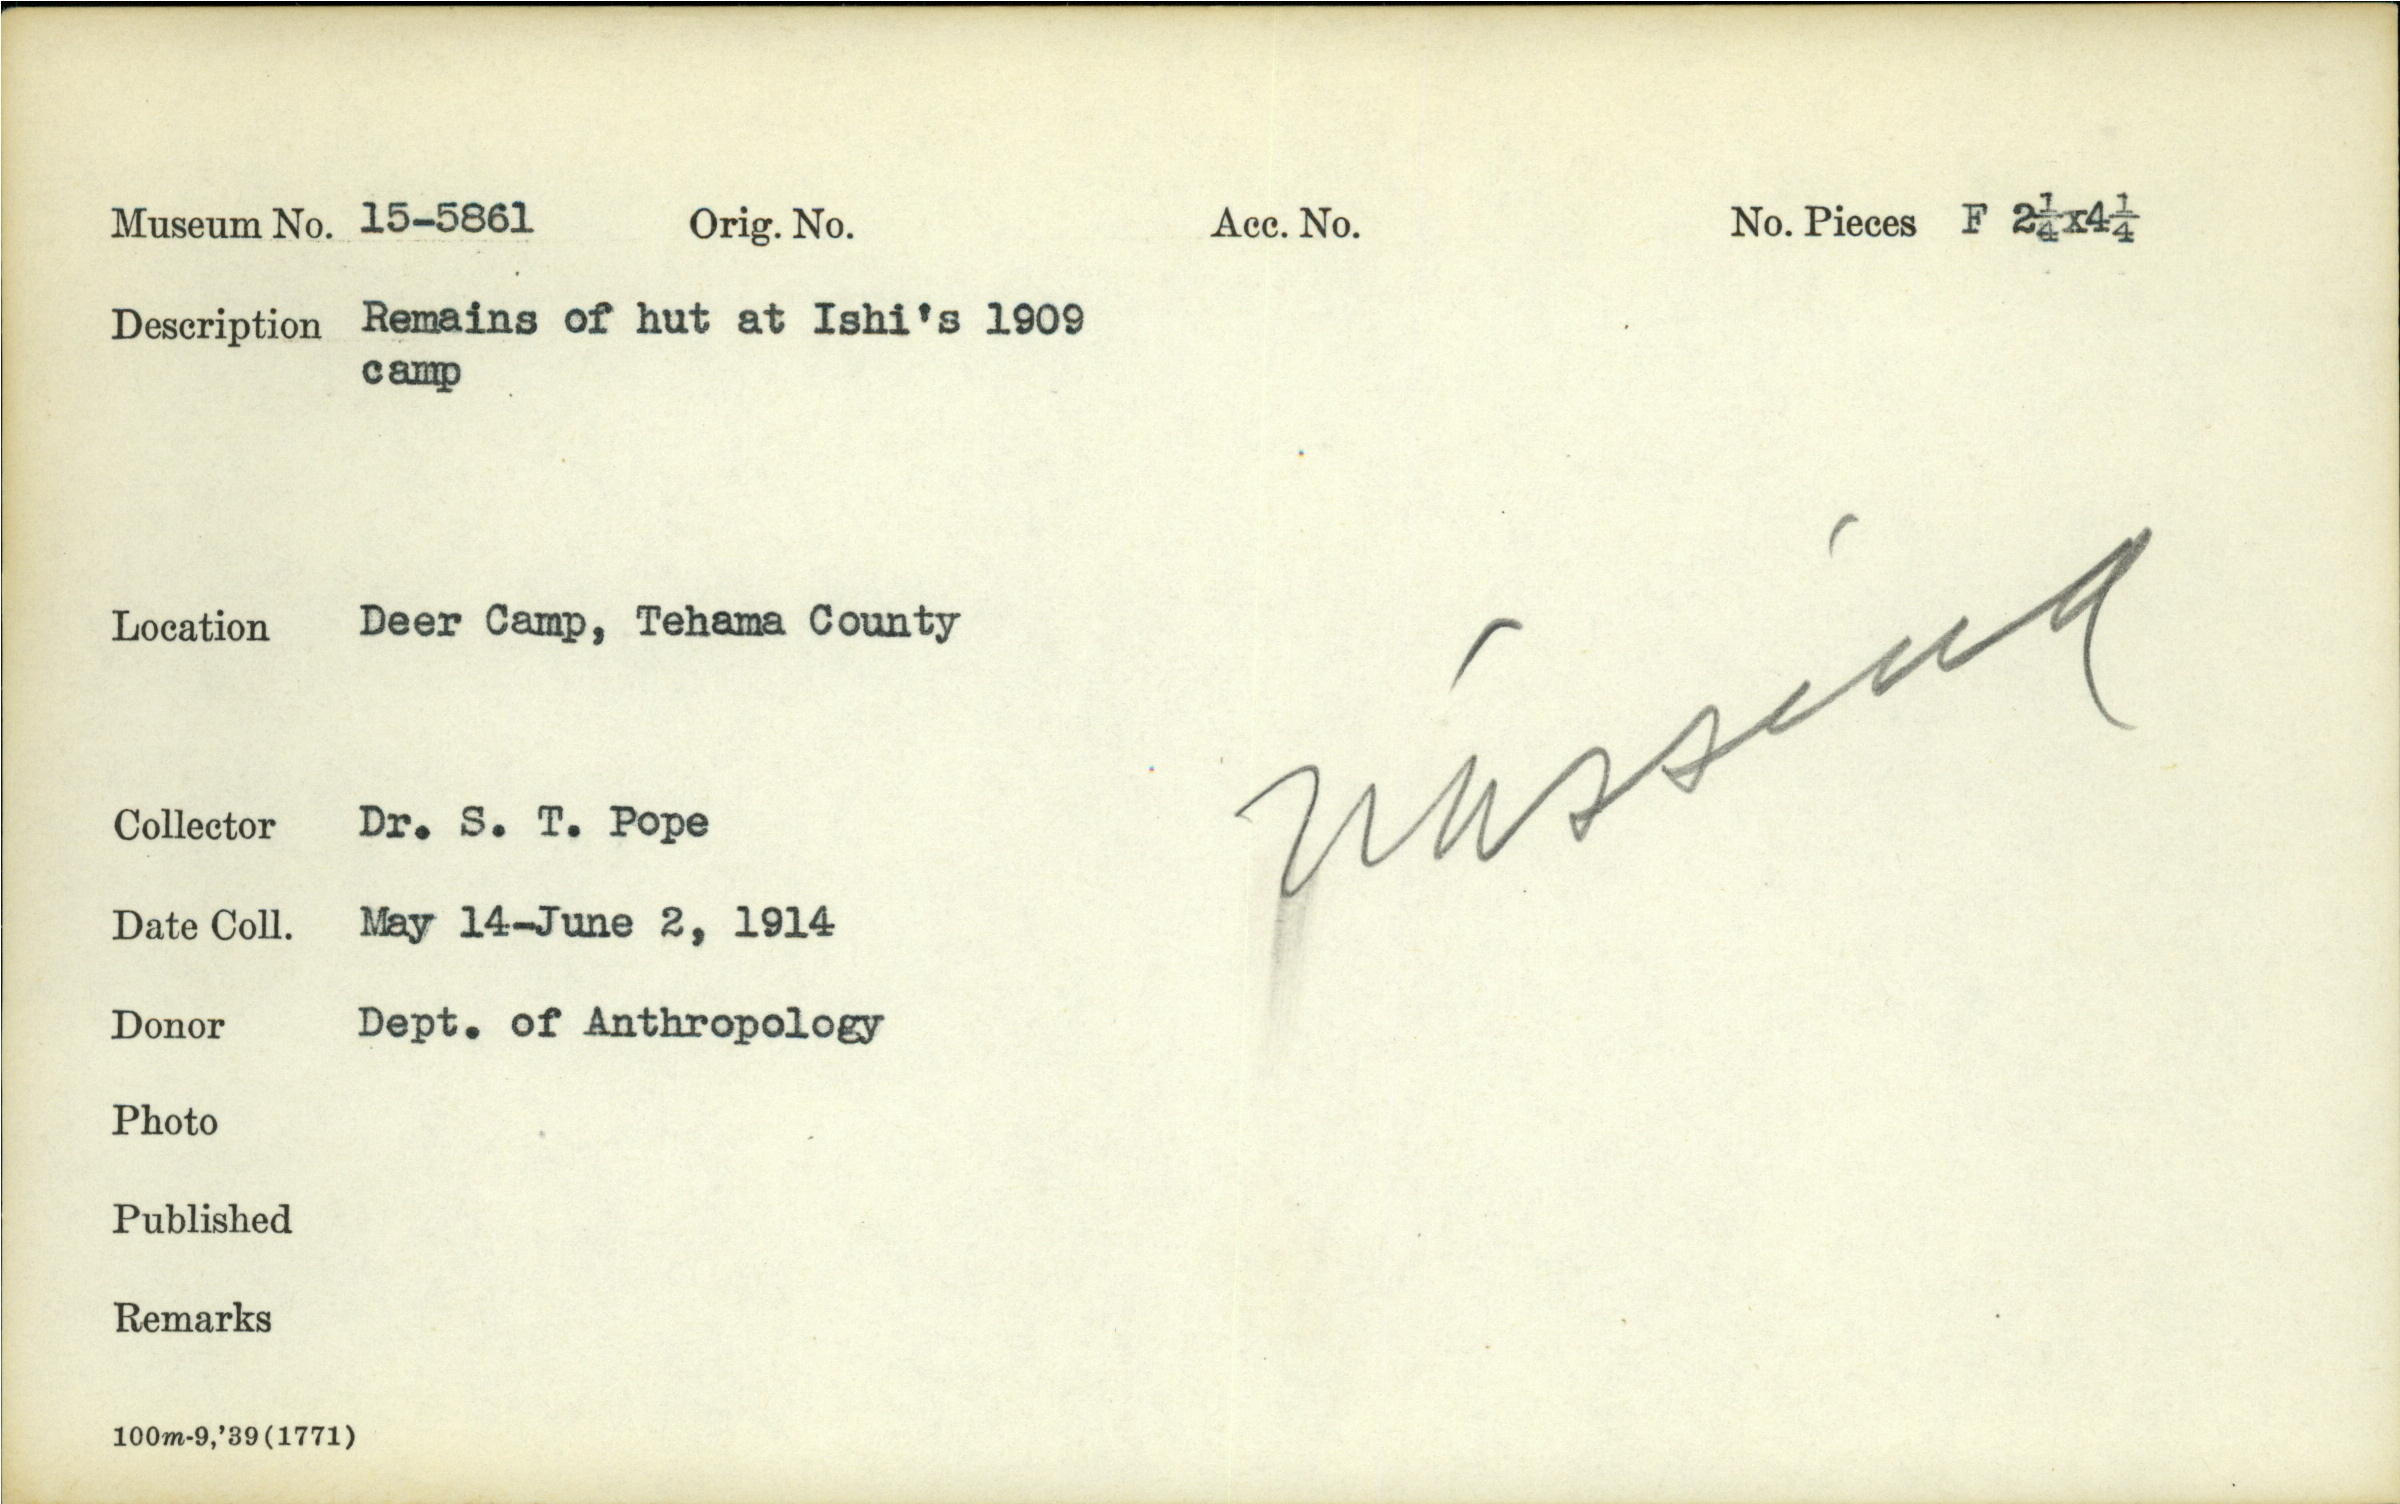 Museum No. 15-5861 Orig. No. Acc. No. No. Pieces F 2¼x4¼
Description Remains of hut at Ishi's 1909
camp
Location Deer Camp, Tehama County
missing
Collector Dr. S. T. Pope
Date Coll. May 14-June 2, 1914
Donor Dept. of Anthropology
Photo
Published
Remarks
100m-9,'39(1771)